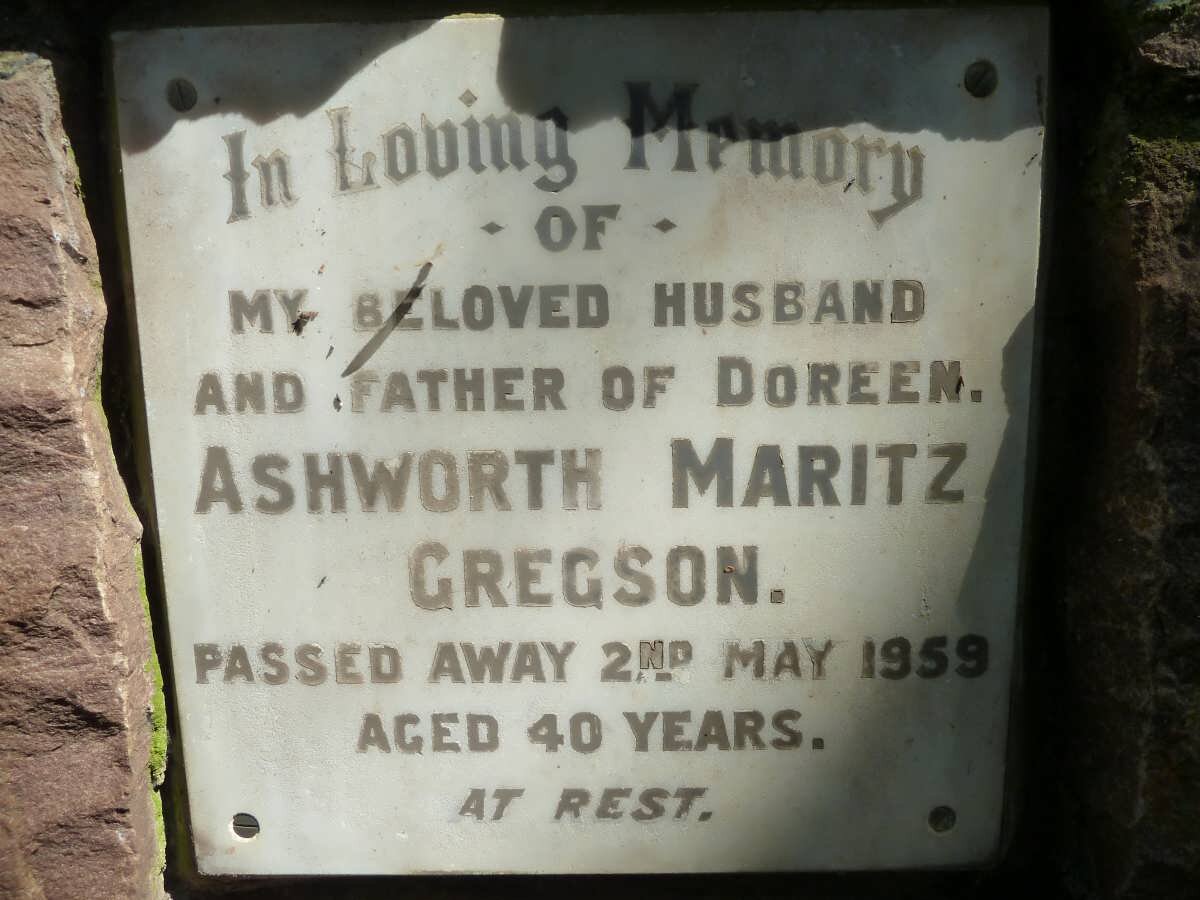 In Loving Memory
· OF ·
MY BELOVED HUSBAND
AND FATHER OF DOREEN.
ASHWORTH MARITZ
GREGSON.
PASSED AWAY 2ND MAY 1959
AGED 40 YEARS.
AT REST.